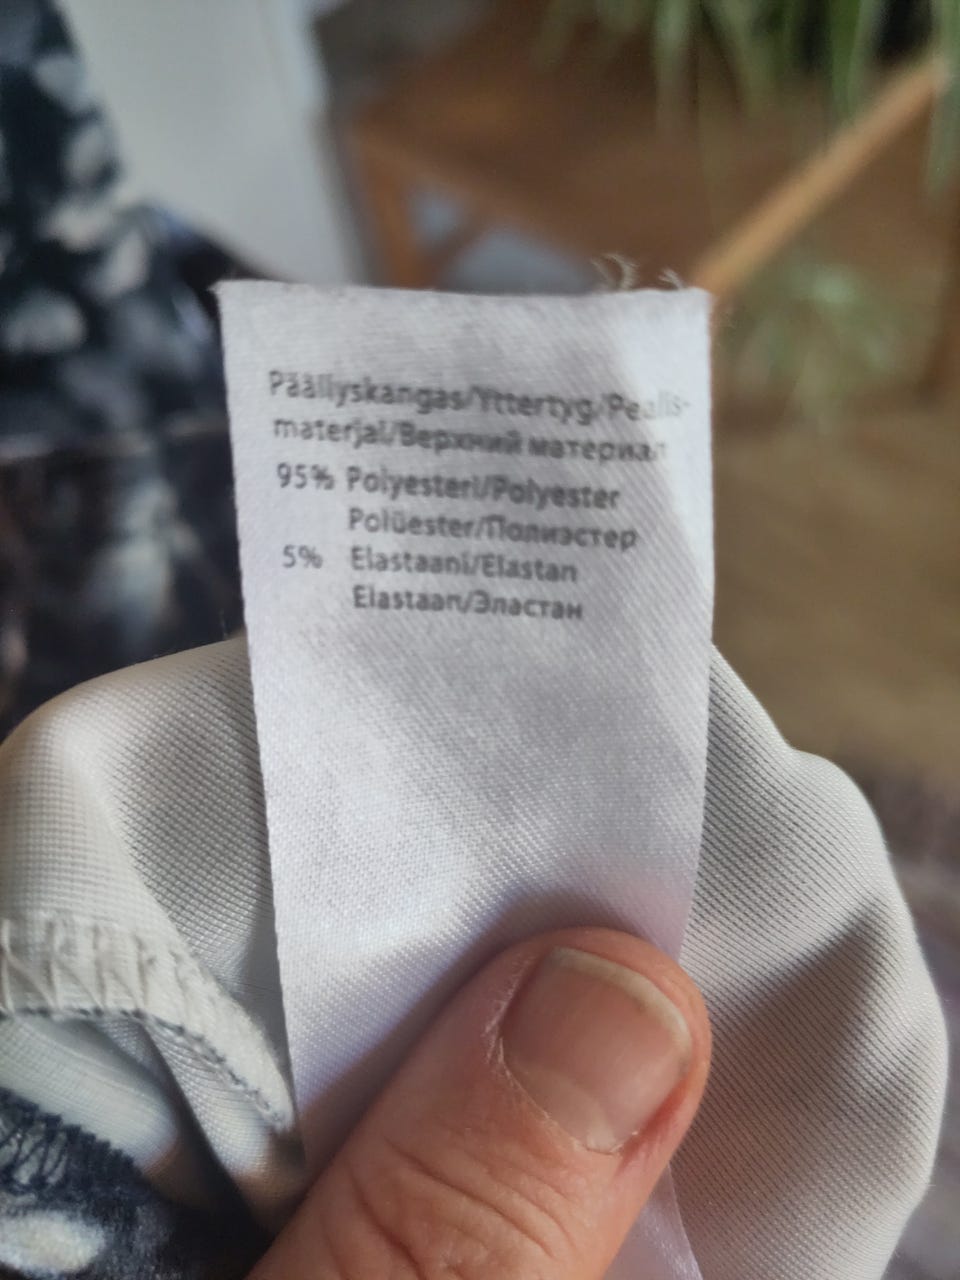 Päällyskangas/Yttertyg/Pealis-
materjal/Верхний материал
95% Polyesteri/Polyester
Polüester/Полиэстер
5% Elastaani/Elastan
Elastaan/Эластан